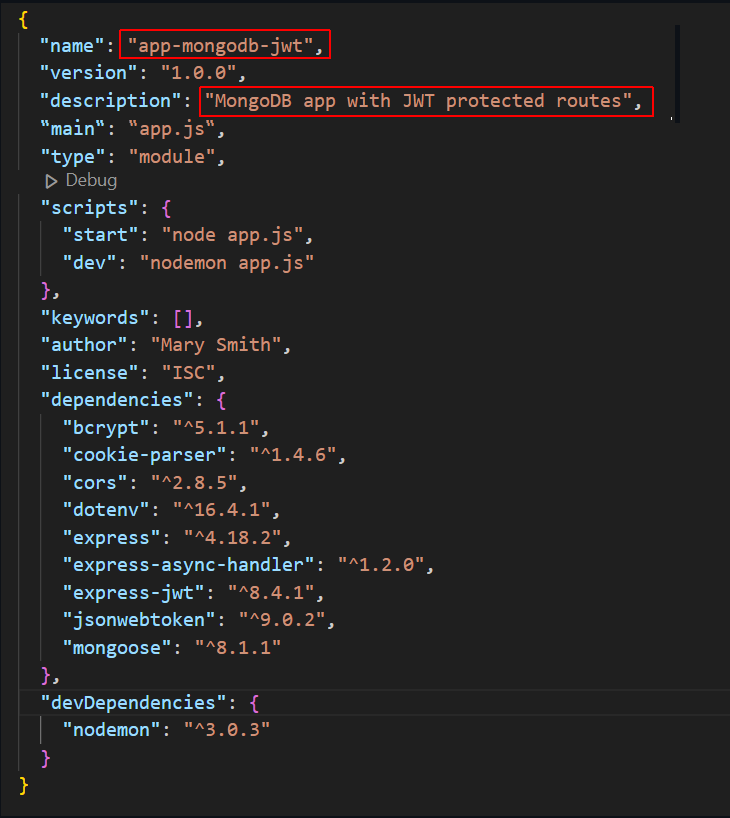 {
"name": "app-mongodb-jwt",
"version": "1.0.0",
"description": "MongoDB app with JWT protected routes",
‟main‟: ‟app.js‟,
"type": "module",
Debug
"scripts": {
"start": "node app.js",
"dev": "nodemon app.js"
},
"keywords": [],
"author": "Mary Smith",
"license": "ISC",
"dependencies": {
"bcrypt": "^5.1.1",
"cookie-parser": "^1.4.6",
"cors": "^2.8.5",
"dotenv": "^16.4.1",
"express": "^4.18.2",
"express-async-handler": "^1.2.0",
"express-jwt": "^8.4.1",
"jsonwebtoken": "^9.0.2",
"mongoose": "^8.1.1"
},
"devDependencies": {
"nodemon": "^3.0.3"
}
}